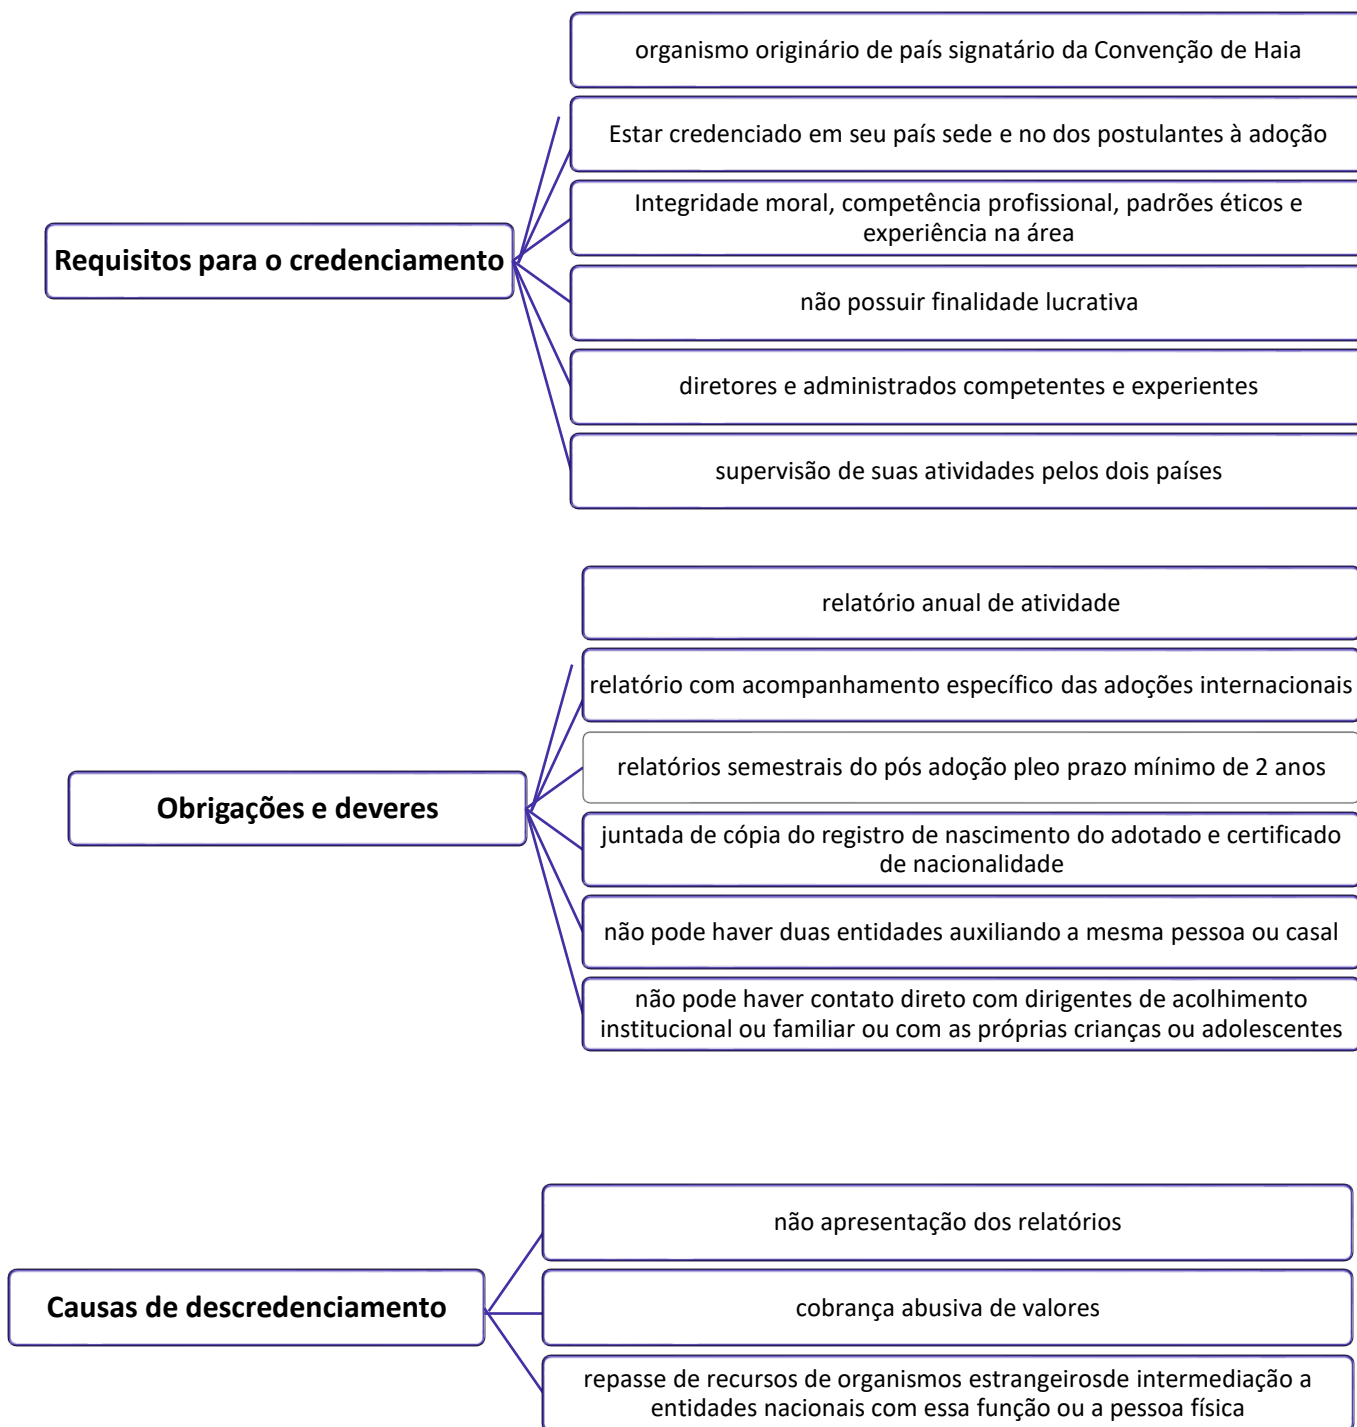 organismo originário de país signatário da Convenção de Haia
Estar credenciado em seu país sede e no dos postulantes à adoção
Integridade moral, competência profissional, padrões éticos e
experiência na área
Requisitos para o credenciamento
não possuir finalidade lucrativa
diretores e administrados competentes e experientes
supervisão de suas atividades pelos dois países
relatório anual de atividade
relatório com acompanhamento específico das adoções internacionais
relatórios semestrais do pós adoção pleo prazo mínimo de 2 anos
Obrigações e deveres
juntada de cópia do registro de nascimento do adotado e certificado
de nacionalidade
não pode haver duas entidades auxiliando a mesma pessoa ou casal
não pode haver contato direto com dirigentes de acolhimento
institucional ou familiar ou com as próprias crianças ou adolescentes
não apresentação dos relatórios
Causas de descredenciamento
cobrança abusiva de valores
repasse de recursos de organismos estrangeirosde intermediação a
entidades nacionais com essa função ou a pessoa física